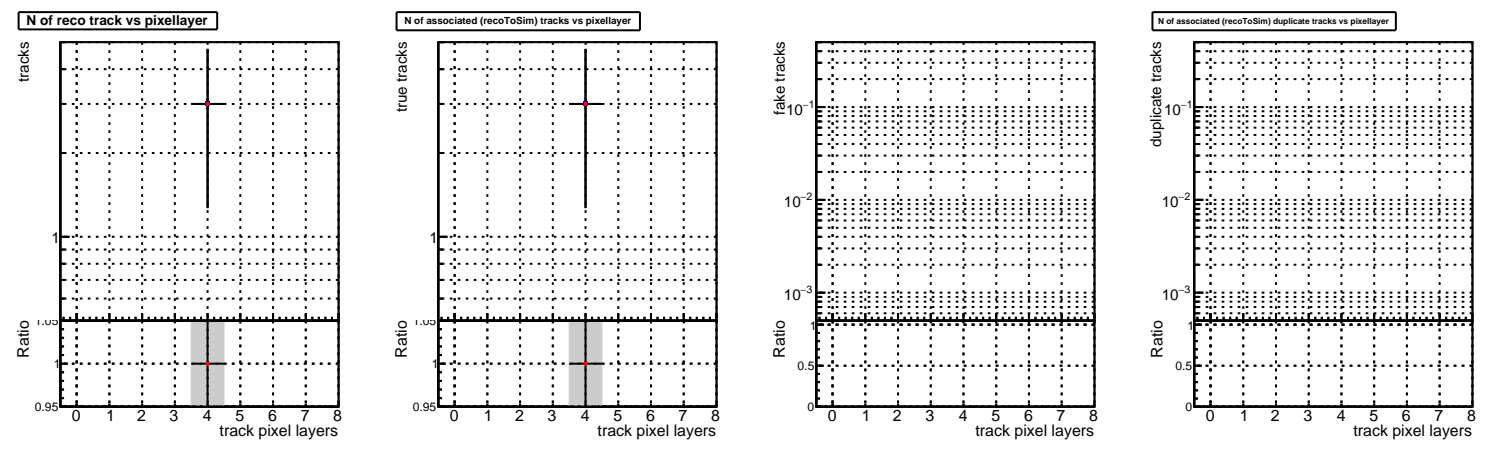 N of reco track vs pixellayer
tracks
1
1.05
Ratio
1
0.95
0 1 2 3 4 5 6 7 8
track pixel layers
N of associated (recoToSim) tracks vs pixellayer
true tracks
1
1.05
Ratio
1
0.95
0 1 2 3 4 5 6 7 8
track pixel layers
fake tracks
10−1
10−2
10−3
Ratio
1
0.5
0
0 1 2 3 4 5 6 7 8
track pixel layers
N of associated (recoToSim) duplicate tracks vs pixellayer
duplicate tracks
10−1
10−2
10−3
Ratio
1
0.5
0
0 1 2 3 4 5 6 7 8
track pixel layers